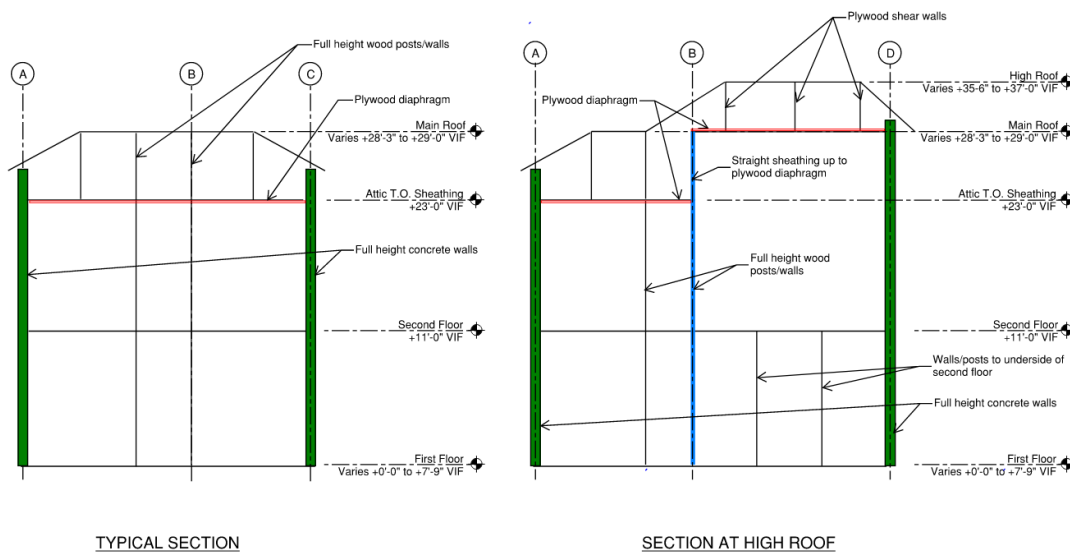 Full height wood posts/walls
A
B
C
Plywood diaphragm
Main Roof
Varies +28'-3" to +29'-0" VIF
Attic T.O. Sheathing
+23'-0" VIF
Full height concrete walls
Second Floor
+11'-0" VIF
First Floor
Varies +0'-0" to +7'-9" VIF
TYPICAL SECTION
Plywood shear walls
A
B
D
High Roof
Varies +35-6" to +37'-0" VIF
Plywood diaphragm
Main Roof
Varies +28'-3" to +29'-0" VIF
Straight sheathing up to
plywood diaphragm
Attic T.O. Sheathing
+23'-0" VIF
Full height wood
posts/walls
Second Floor
+11'-0" VIF
Walls/posts to underside of
second floor
Full height concrete walls
First Floor
Varies +0'-0" to +7'-9" VIF
SECTION AT HIGH ROOF